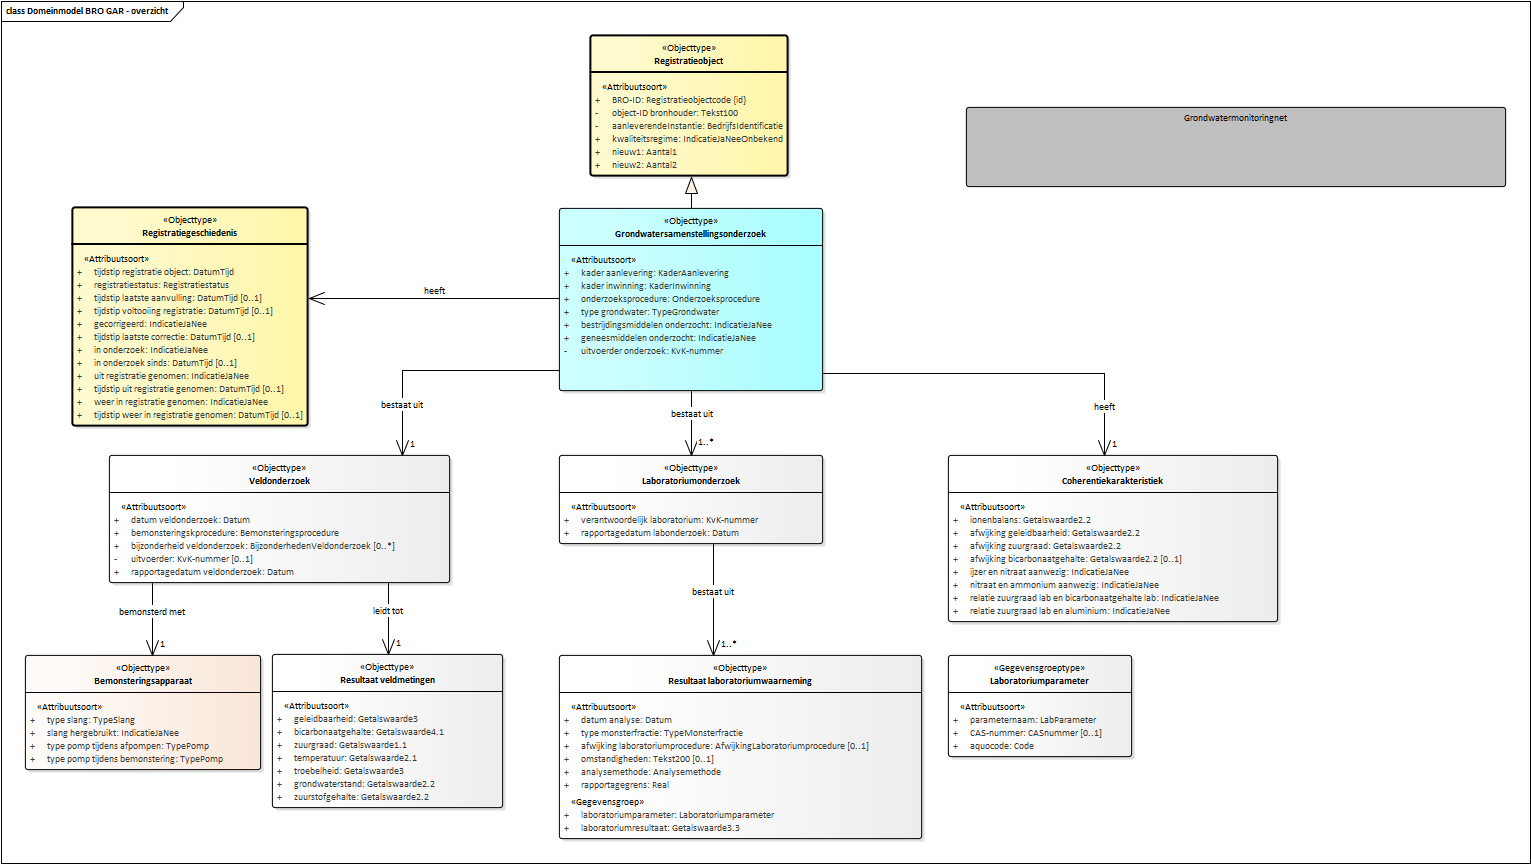 class Domeinmodel BRO GAR - overzicht
«Objecttype»
Registratieobject
«Attribuutsoort»
+ BRO-ID: Registratieobjectcode {id}
- object-ID bronhouder: Tekst100
- aanleverendeInstantie: BedrijfsIdentificatie
+ kwaliteitsregime: IndicatieJaNeeOnbekend
+ nieuw1: Aantal1
+ nieuw2: Aantal2
Grondwatermonitoringnet
«Objecttype»
Registratiegeschiedenis
«Attribuutsoort»
+ tijdstip registratie object: DatumTijd
+ registratiestatus: Registratiestatus
+ tijdstip laatste aanvulling: DatumTijd [0..1]
+ tijdstip voltooiing registratie: DatumTijd [0..1]
+ gecorrigeerd: IndicatieJaNee
+ tijdstip laatste correctie: DatumTijd [0..1]
+ in onderzoek: IndicatieJaNee
+ in onderzoek sinds: DatumTijd [0..1]
+ uit registratie genomen: IndicatieJaNee
+ tijdstip uit registratie genomen: DatumTijd [0..1]
+ weer in registratie genomen: IndicatieJaNee
+ tijdstip weer in registratie genomen: DatumTijd [0..1]
heeft
«Objecttype»
Grondwatersamenstellingsonderzoek
«Attribuutsoort»
+ kader aanlevering: KaderAanlevering
+ kader inwinning: KaderInwinning
+ onderzoeksprocedure: Onderzoeksprocedure
+ type grondwater: TypeGrondwater
+ bestrijdingsmiddelen onderzocht: IndicatieJaNee
+ geneesmiddelen onderzocht: IndicatieJaNee
- uitvoerder onderzoek: KvK-nummer
bestaat uit
1
bestaat uit
1..*
heeft
1
«Objecttype»
Veldonderzoek
«Attribuutsoort»
+ datum veldonderzoek: Datum
+ bemonsteringskprocedure: Bemonsteringsprocedure
+ bijzonderheid veldonderzoek: BijzonderhedenVeldonderzoek [0..*]
- uitvoerder: KvK-nummer [0..1]
+ rapportagedatum veldonderzoek: Datum
«Objecttype»
Laboratoriumonderzoek
«Attribuutsoort»
+ verantwoordelijk laboratorium: KvK-nummer
+ rapportagedatum labonderzoek: Datum
«Objecttype»
Coherentiekarakteristiek
«Attribuutsoort»
+ ionenbalans: Getalswaarde2.2
+ afwijking geleidbaarheid: Getalswaarde2.2
+ afwijking zuurgraad: Getalswaarde2.2
+ afwijking bicarbonaatgehalte: Getalswaarde2.2 [0..1]
+ ijzer en nitraat aanwezig: IndicatieJaNee
+ nitraat en ammonium aanwezig: IndicatieJaNee
+ relatie zuurgraad lab en bicarbonaatgehalte lab: IndicatieJaNee
+ relatie zuurgraad lab en aluminium: IndicatieJaNee
bemonsterd met
1
leidt tot
1
bestaat uit
1..*
«Objecttype»
Bemonsteringsapparaat
«Attribuutsoort»
+ type slang: TypeSlang
+ slang hergebruikt: IndicatieJaNee
+ type pomp tijdens afpompen: TypePomp
+ type pomp tijdens bemonstering: TypePomp
«Objecttype»
Resultaat veldmetingen
«Attribuutsoort»
+ geleidbaarheid: Getalswaarde3
+ bicarbonaatgehalte: Getalswaarde4.1
+ zuurgraad: Getalswaarde1.1
+ temperatuur: Getalswaarde2.1
+ troebelheid: Getalswaarde3
+ grondwaterstand: Getalswaarde2.2
+ zuurstofgehalte: Getalswaarde2.2
«Objecttype»
Resultaat laboratoriumwaarneming
«Attribuutsoort»
+ datum analyse: Datum
+ type monsterfractie: TypeMonsterfractie
+ afwijking laboratoriumprocedure: AfwijkingLaboratoriumprocedure [0..1]
+ omstandigheden: Tekst200 [0..1]
+ analysemethode: Analysemethode
+ rapportagegrens: Real
«Gegevensgroep»
+ laboratoriumparameter: Laboratoriumparameter
+ laboratoriumresultaat: Getalswaarde3.3
«Gegevensgroeptype»
Laboratoriumparameter
«Attribuutsoort»
+ parameternaam: LabParameter
+ CAS-nummer: CASnummer [0..1]
+ aquocode: Code